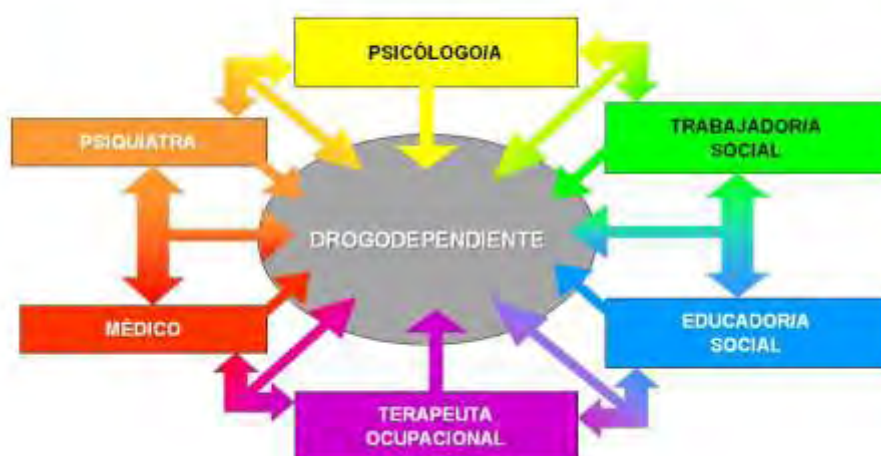 PSICÓLOGO/A
PSIQUIATRA
TRABAJADOR/A
SOCIAL
DROGODEPENDIENTE
MÉDICO
EDUCADOR/A
SOCIAL
TERAPEUTA
OCUPACIONAL